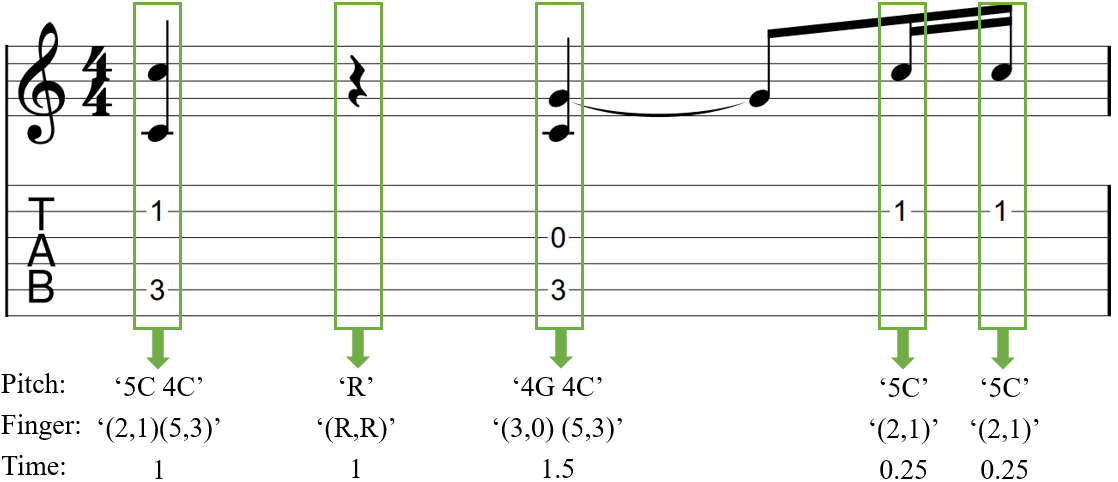 4
4
T
A
B
1
3
0
3
1
1
Pitch: ‘5C 4C’ ‘R’ ‘4G 4C’ ‘5C’ ‘5C’
Finger: ‘(2,1)(5,3)’ ‘(R,R)’ ‘(3,0) (5,3)’ ‘(2,1)’ ‘(2,1)’
Time: 1 1 1.5 0.25 0.25